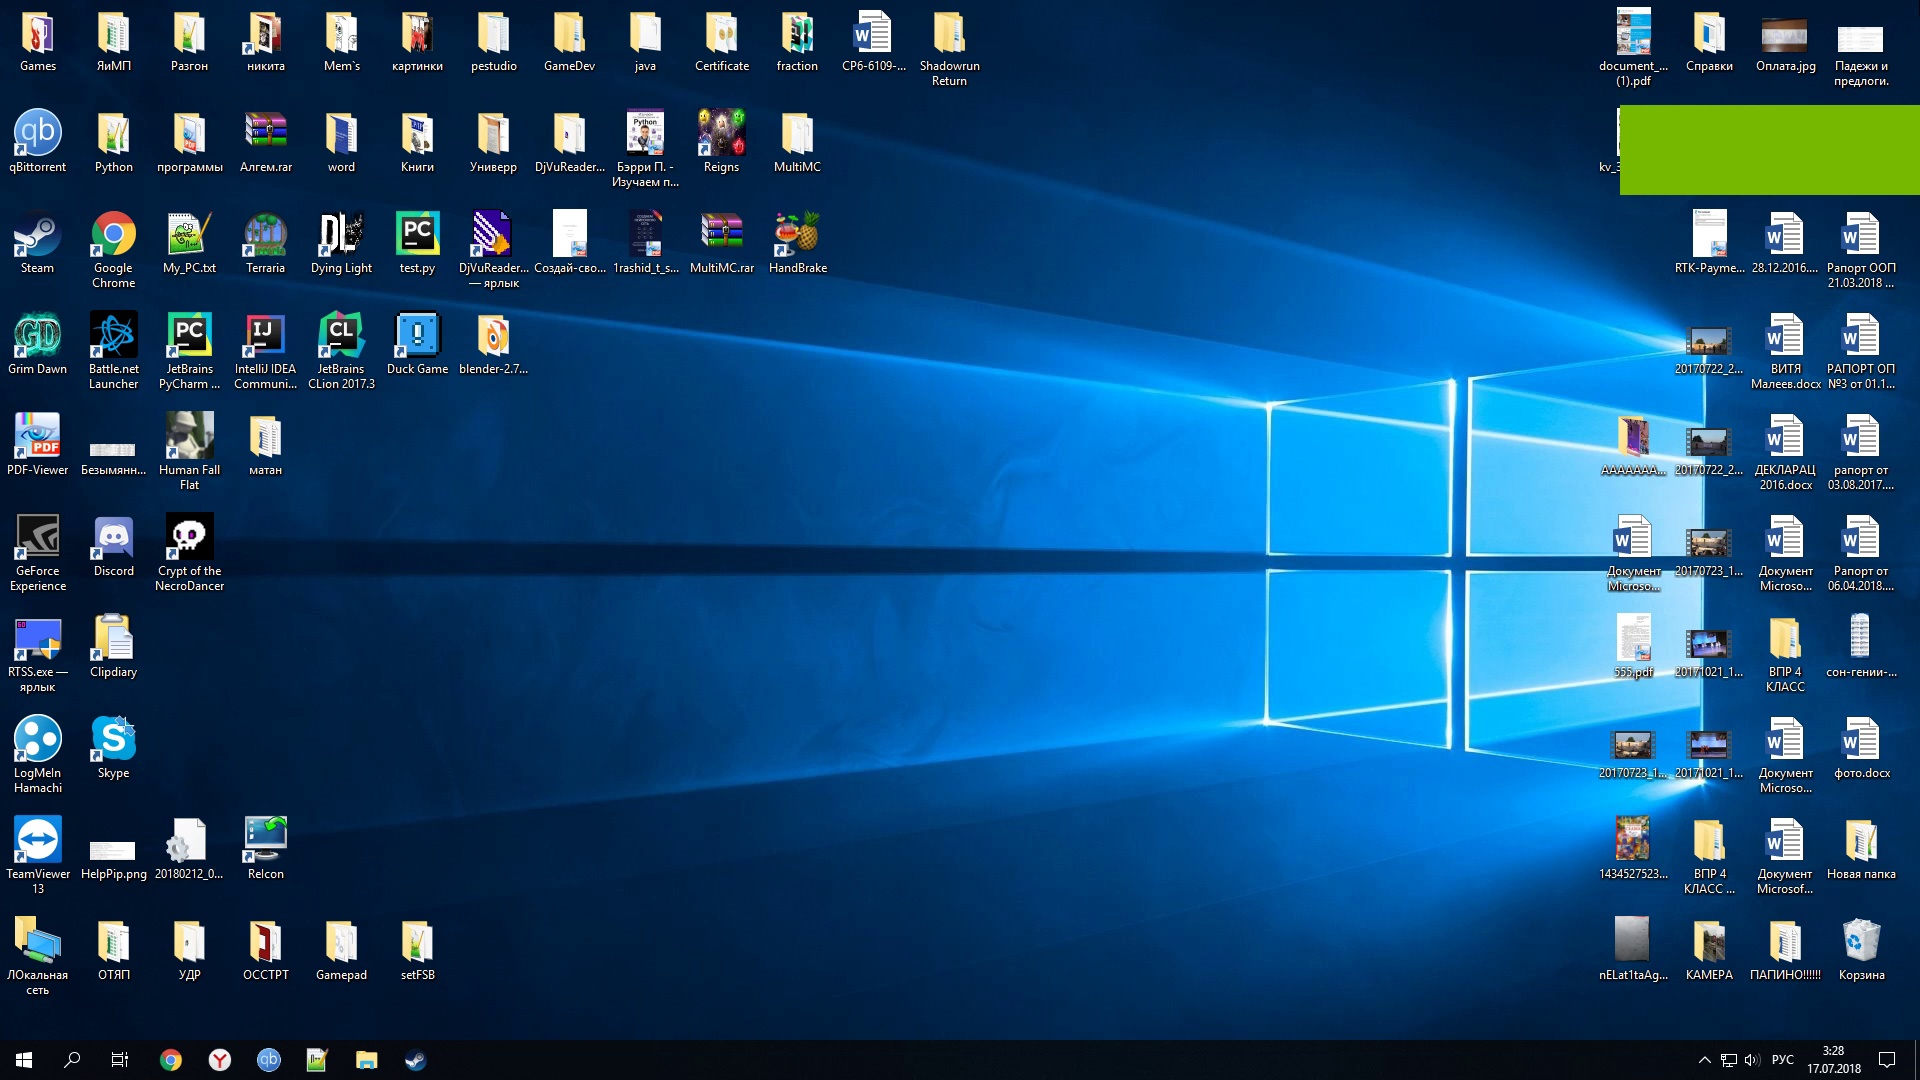 Games
ЯиМП
Разгон
никита
Mem`s
картинки
pestudio
GameDev
java
Certificate
fraction
СР6-6109-...
Shadowrun
Return
document_...
(1).pdf
Справки
Оплата.jpg
Падежи и
предлоги.
qBittorrent
Python
программы
Алгем.rar
word
Книги
Универр
DjVuReader...
Бэрри П. -
Изучаем п...
Reigns
MultiMC
kv_3
Steam
Google
Chrome
My_PC.txt
Terraria
Dying Light
test.py
DjVuReader...
— ярлык
Создай-сво...
1rashid_t_s...
MultiMC.rar
HandBrake
RTK-Payme...
28.12.2016....
Рапорт ООП
21.03.2018 ...
Grim Dawn
Battle.net
Launcher
JetBrains
PyCharm ...
IntelliJ IDEA
Communi...
JetBrains
CLion 2017.3
Duck Game
blender-2.7...
20170722_2...
ВИТЯ
Малеев.docx
РАПОРТ ОП
№3 от 01.1...
PDF-Viewer
Безымянн...
Human Fall
Flat
матан
AAAAAAA...
20170722_2...
ДЕКЛАРАЦ
2016.docx
рапорт от
03.08.2017....
GeForce
Experience
Discord
Crypt of the
NecroDancer
Документ
Microso...
20170723_1...
Документ
Microso...
Рапорт от
06.04.2018....
RTSS.exe —
ярлык
Clipdiary
555.pdf
20171021_1...
ВПР 4
КЛАСС
сон-гении-...
LogMeIn
Hamachi
Skype
20170723_1...
20171021_1...
Документ
Microso...
фото.docx
TeamViewer
13
HelpPip.png
20180212_0...
ReIcon
1434527523...
ВПР 4
КЛАСС ...
Документ
Microsof...
Новая папка
ЛОкальная
сеть
ОТЯП
УДР
ОССТРТ
Gamepad
setFSB
nELat1taAg...
КАМЕРА
ПАПИНО!!!!!!
Корзина
РУС
3:28
17.07.2018